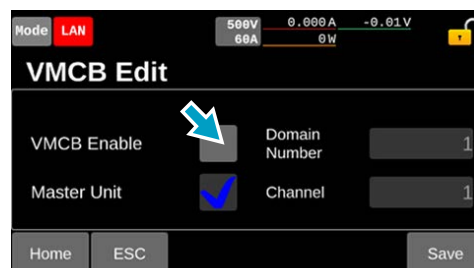 Mode LAN 500V 0.000A -0.01V
60A 0W
VMCB Edit
VMCB Enable Domain Number 1
Master Unit Channel 1
Home ESC Save